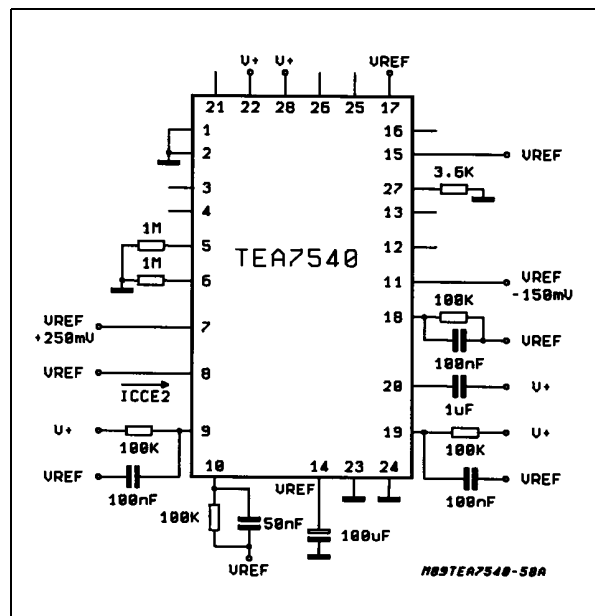 V+ V+ VREF
21 22 28 26 25 17
1 16
2 15 VREF
3.6K
3 27
4 13
1M
5 12
1M
TEA7540
6 11 VREF
-150mV
18 100K
VREF
+250mV
7
VREF
100nF
VREF 8
ICCE2
20 V+
1uF
V+ 9 19 V+
100K 100K
10 14 23 24
VREF VREF VREF
100nF 100nF
100K 50nF 100uF
VREF
M89TEA7540-50A